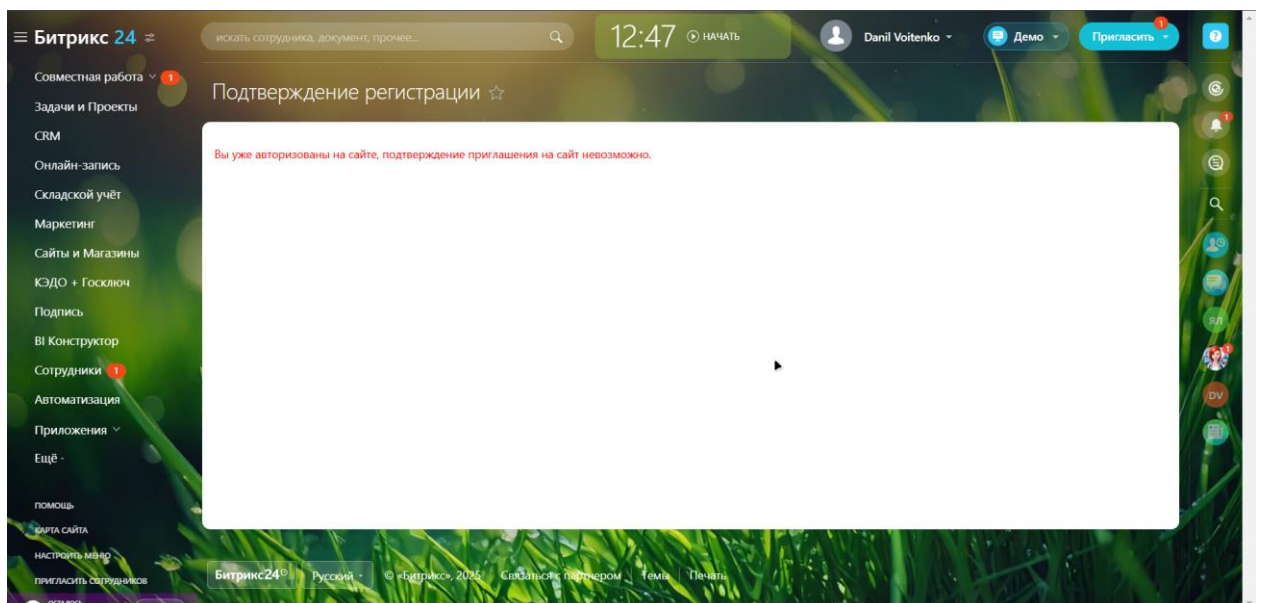 Битрикс 24
искать сотрудника, документ, прочее...
12:47 НАЧАТЬ
Danil Voitenko
Демо
1
Пригласить
?
Совместная работа 1
Задачи и Проекты
CRM
Онлайн-запись
Складской учёт
Маркетинг
Сайты и Магазины
КЭДО + Госключ
Подпись
BI Конструктор
Сотрудники 1
Автоматизация
Приложения
Ещё -
ПОМОЩЬ
КАРТА САЙТА
НАСТРОИТЬ МЕНЮ
ПРИГЛАСИТЬ СОТРУДНИКОВ
Подтверждение регистрации
Вы уже авторизованы на сайте, подтверждение приглашения на сайт невозможно.
1
ЯЛ
1
DV
Битрикс24
Русский
© «Битрикс», 2025
Связаться с партнером
Темы
Печать